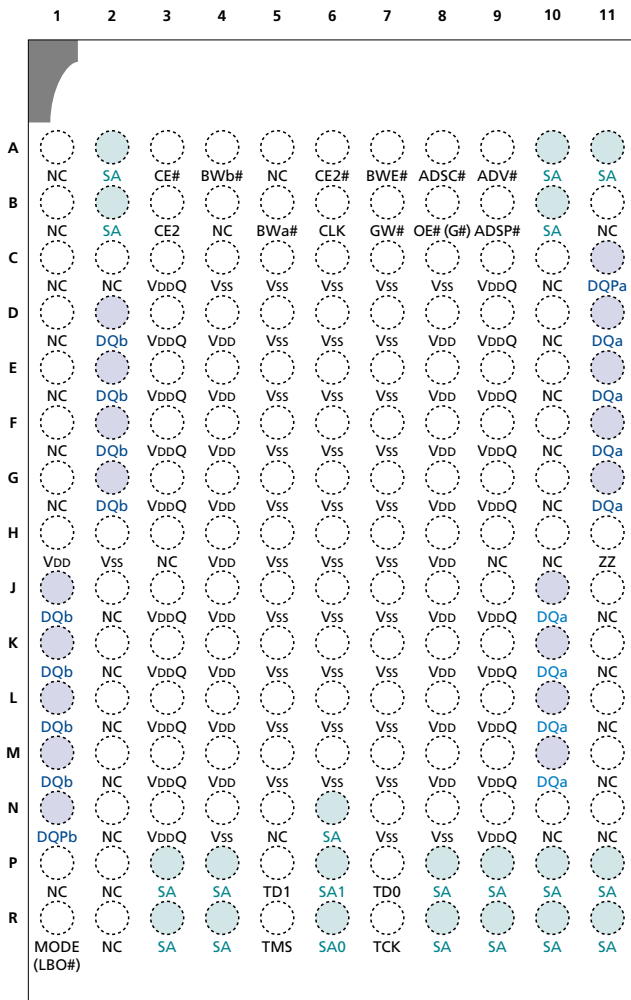 1 2 3 4 5 6 7 8 9 10 11
A
NC SA CE# BWb# NC CE2# BWE# ADSC# ADV# SA SA
B
NC SA CE2 NC BWa# CLK GW# OE# (G#) ADSP# SA NC
C
NC NC VDDQ VSS VSS VSS VSS VSS VDDQ NC DQPa
D
NC DQb VDDQ VDD VSS VSS VSS VDD VDDQ NC DQa
E
NC DQb VDDQ VDD VSS VSS VSS VDD VDDQ NC DQa
F
NC DQb VDDQ VDD VSS VSS VSS VDD VDDQ NC DQa
G
NC DQb VDDQ VDD VSS VSS VSS VDD VDDQ NC DQa
H
VDD VSS NC VDD VSS VSS VSS VDD NC NC ZZ
J
DQb NC VDDQ VDD VSS VSS VSS VDD VDDQ DQa NC
K
DQb NC VDDQ VDD VSS VSS VSS VDD VDDQ DQa NC
L
DQb NC VDDQ VDD VSS VSS VSS VDD VDDQ DQa NC
M
DQb NC VDDQ VDD VSS VSS VSS VDD VDDQ DQa NC
N
DQPb NC VDDQ VSS NC SA VSS VSS VDDQ NC NC
P
NC NC SA SA TD1 SA1 TD0 SA SA SA SA
R
MODE NC SA SA TMS SA0 TCK SA SA SA SA
(LBO#)